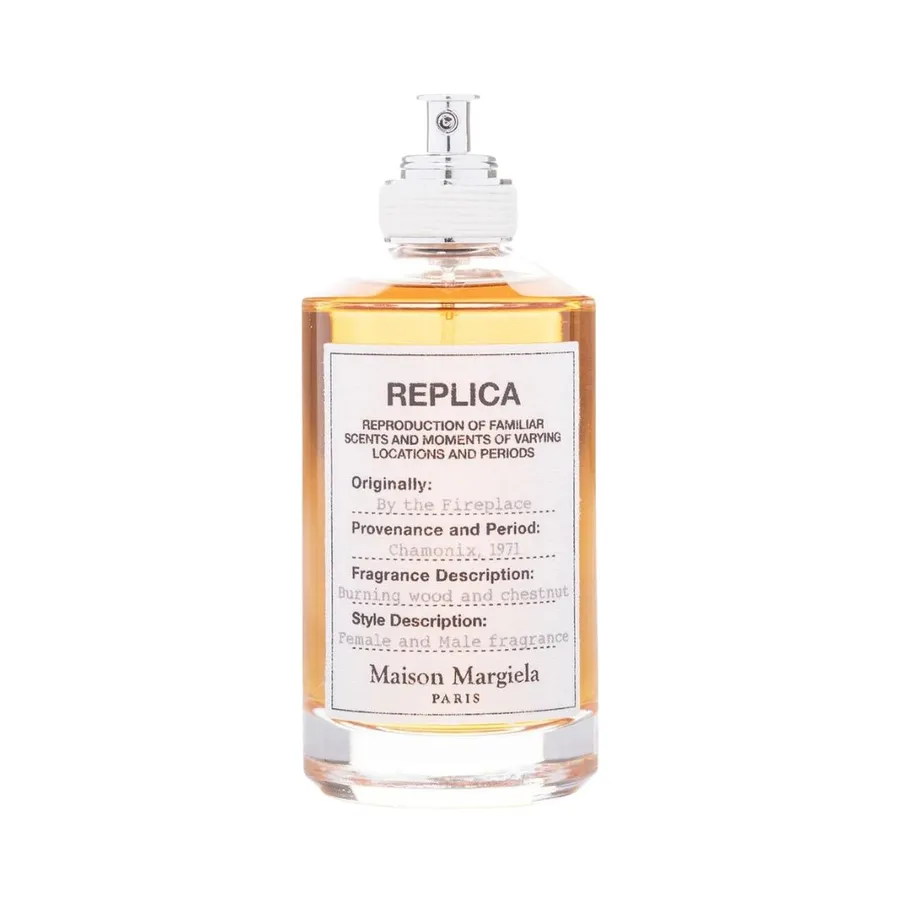 REPLICA
REPRODUCTION OF FAMILIAR
SCENTS AND MOMENTS OF VARYING
LOCATIONS AND PERIODS
Originally:
By the Fireplace
Provenance and Period:
Chamonix, 1971
Fragrance Description:
Burning wood and chestnut
Style Description:
Female and Male fragrance
Maison Margiela
PARIS